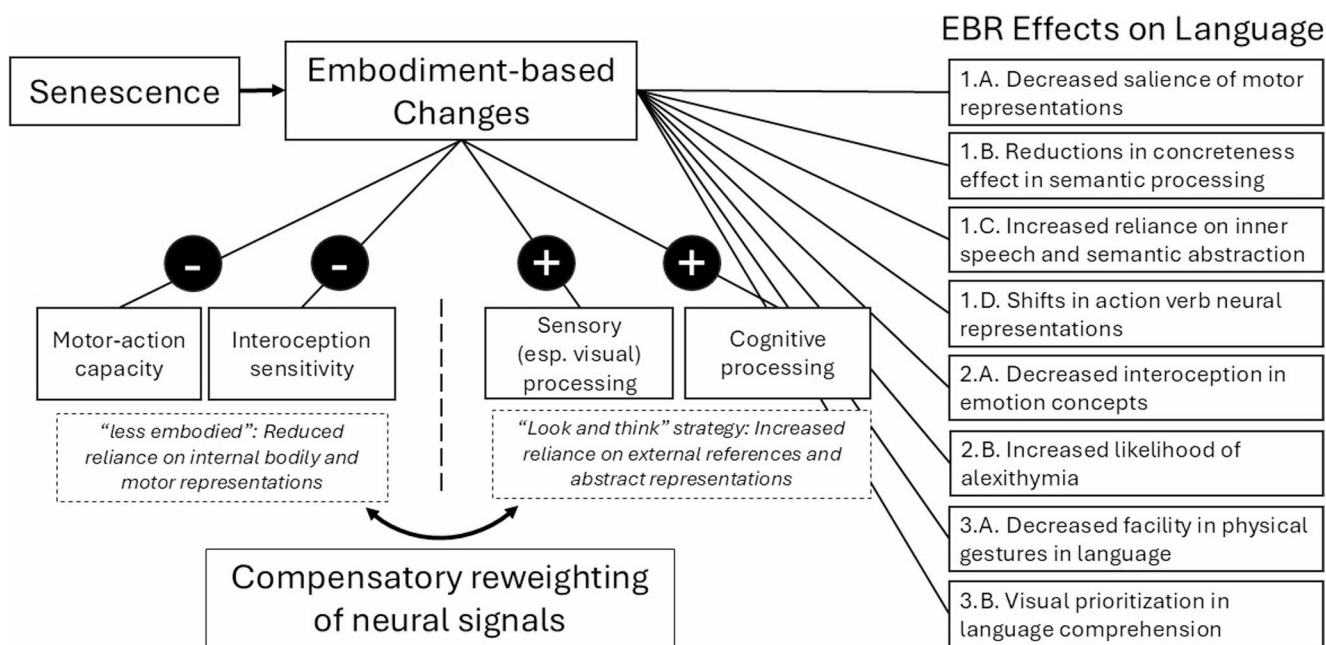 EBR Effects on Language
Senescence
Embodiment-based
Changes
-
-
+
+
Motor-action
capacity
Interoception
sensitivity
Sensory
(esp. visual)
processing
Cognitive
processing
“less embodied”: Reduced
reliance on internal bodily and
motor representations
“Look and think” strategy: Increased
reliance on external references and
abstract representations
Compensatory reweighting
of neural signals
1.A. Decreased salience of motor
representations
1.B. Reductions in concreteness
effect in semantic processing
1.C. Increased reliance on inner
speech and semantic abstraction
1.D. Shifts in action verb neural
representations
2.A. Decreased interoception in
emotion concepts
2.B. Increased likelihood of
alexithymia
3.A. Decreased facility in physical
gestures in language
3.B. Visual prioritization in
language comprehension